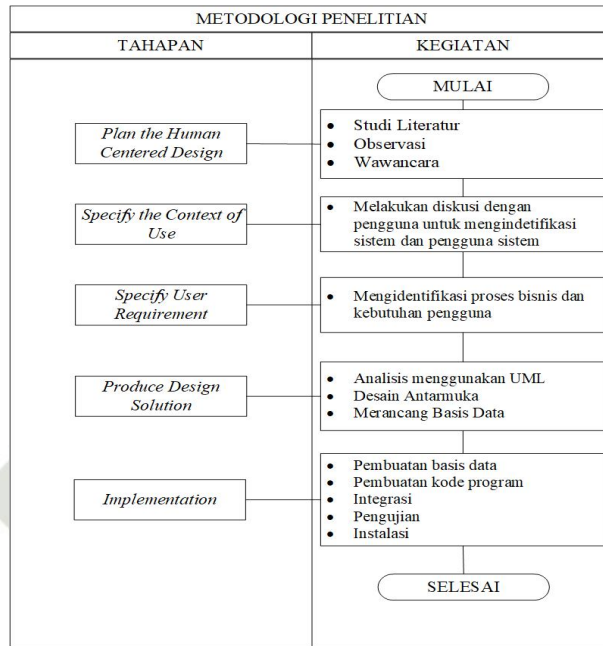 METODOLOGI PENELITIAN
TAHAPAN
KEGIATAN
MULAI
Plan the Human
Centered Design
• Studi Literatur
• Observasi
• Wawancara
Specify the Context of
Use
• Melakukan diskusi dengan
pengguna untuk mengindetifikasi
sistem dan pengguna sistem
Specify User
Requirement
• Mengidentifikasi proses bisnis dan
kebutuhan pengguna
Produce Design
Solution
• Analisis menggunakan UML
• Desain Antarmuka
• Merancang Basis Data
Implementation
• Pembuatan basis data
• Pembuatan kode program
• Integrasi
• Pengujian
• Instalasi
SELESAI